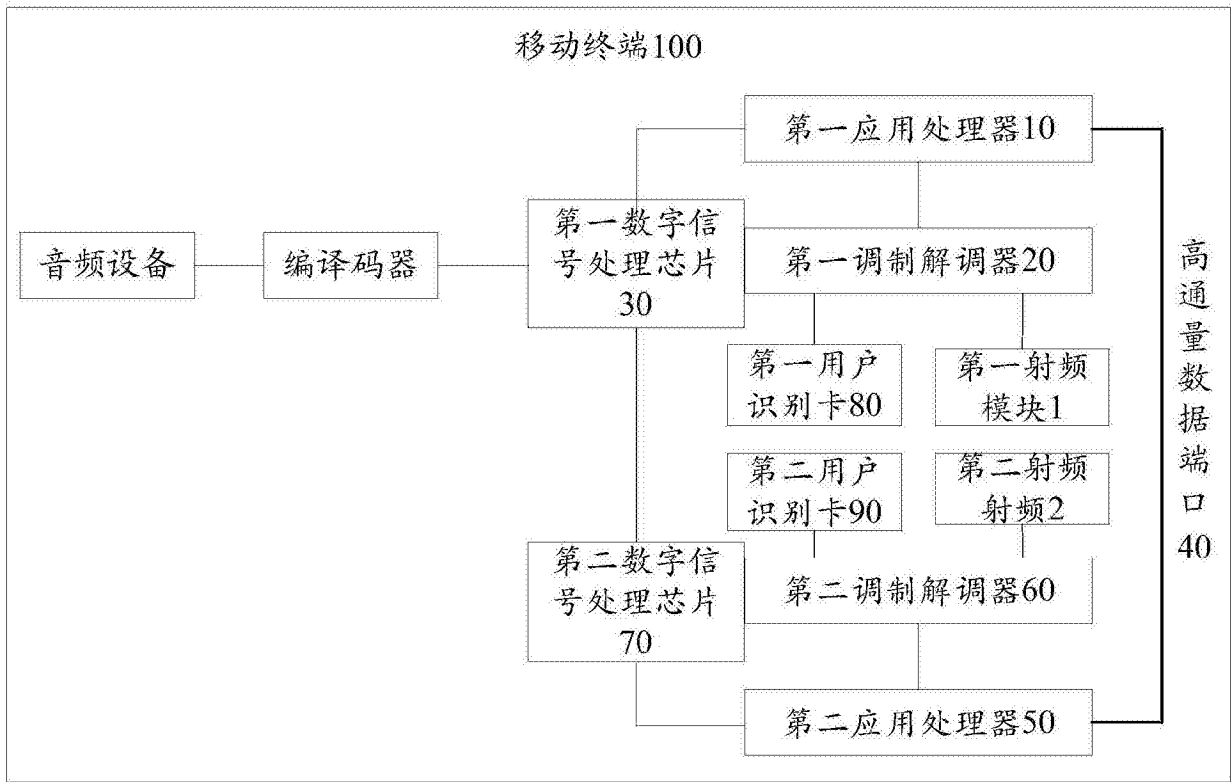 移动终端100
第一应用处理器10
第一数字信
号处理芯片
30
音频设备
编译码器
第一调制解调器20
第一用户
识别卡80
第一射频
模块1
第二用户
识别卡90
第二射频
射频2
第二数字信
号处理芯片
70
第二调制解调器60
第二应用处理器50
高
通
量
数
据
端
口
40